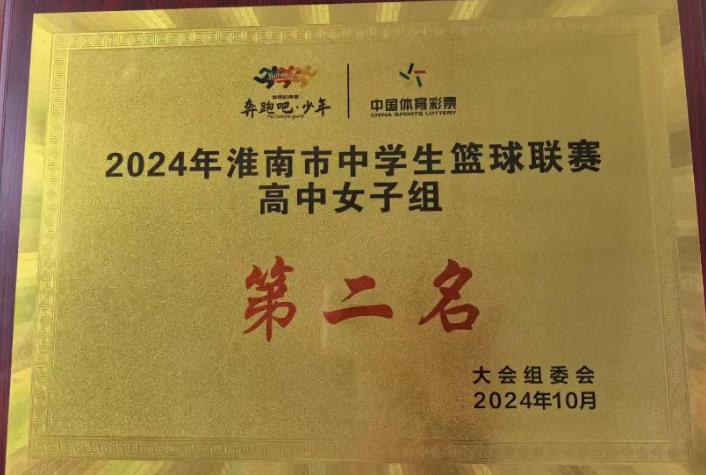 奔跑吧·少年
中国体育彩票
CHINA SPORTS LOTTERY
2024年淮南市中学生篮球联赛
高中女子组
第二名
大会组委会
2024年10月